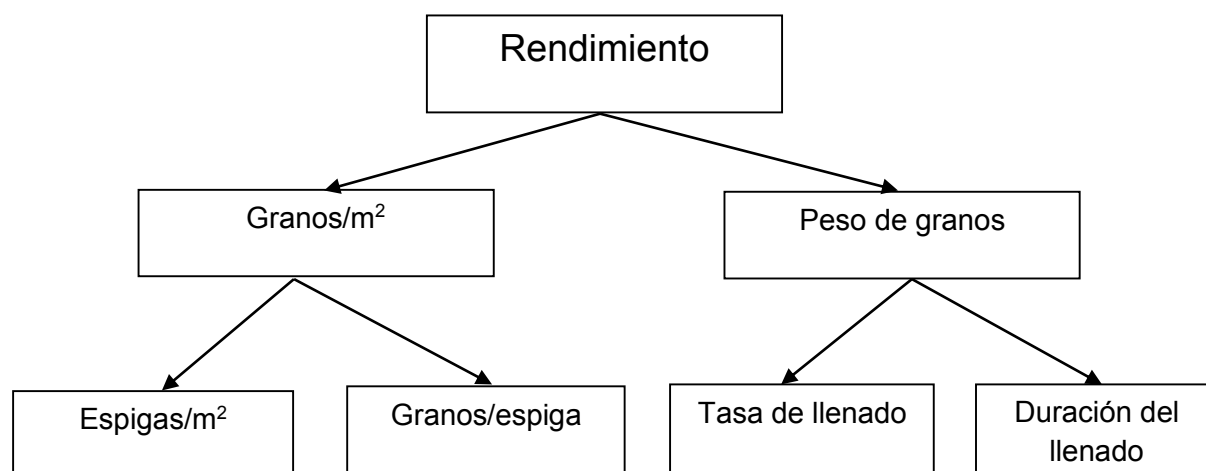 Rendimiento
Granos/m²
Peso de granos
Espigas/m²
Granos/espiga
Tasa de llenado
Duración del
llenado